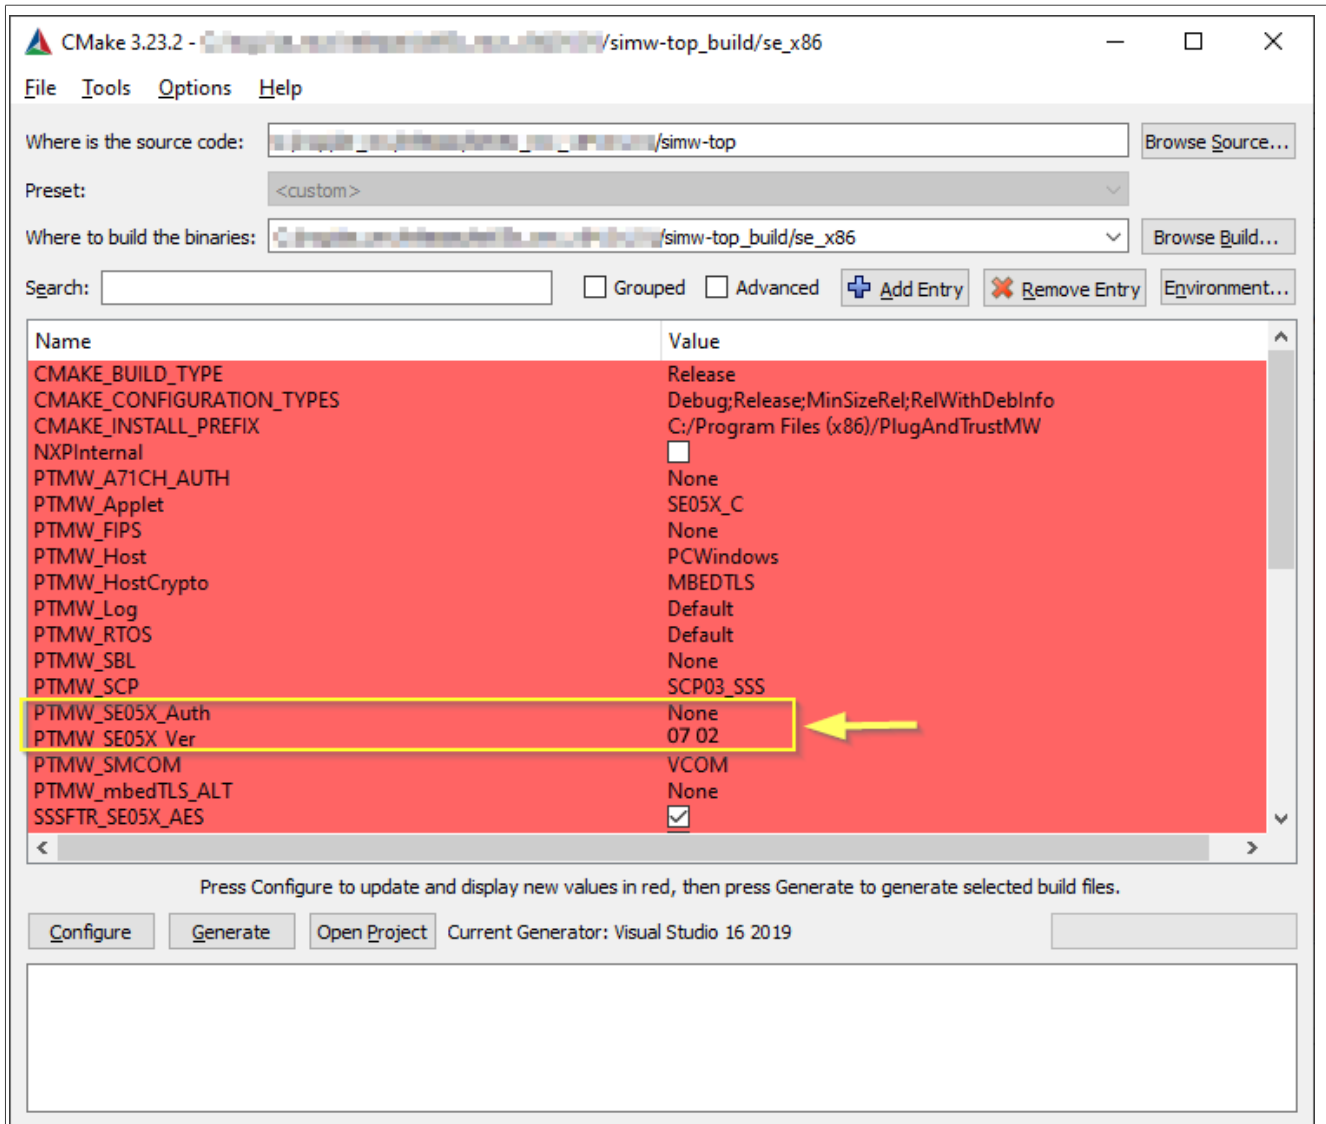 CMake 3.23.2 - /simw-top_build/se_x86
File Tools Options Help
Where is the source code: /simw-top Browse Source...
Preset: <custom>
Where to build the binaries: /simw-top_build/se_x86 Browse Build...
Search: Grouped Advanced Add Entry Remove Entry Environment...
Name Value
CMAKE_BUILD_TYPE Release
CMAKE_CONFIGURATION_TYPES Debug;Release;MinSizeRel;RelWithDebInfo
CMAKE_INSTALL_PREFIX C:/Program Files (x86)/PlugAndTrustMW
NXPInternal
PTMW_A71CH_AUTH None
PTMW_Applet SE05X_C
PTMW_FIPS None
PTMW_Host PCWindows
PTMW_HostCrypto MBEDTLS
PTMW_Log Default
PTMW_RTOS Default
PTMW_SBL None
PTMW_SCP SCP03_SSS
PTMW_SE05X_Auth None
PTMW_SE05X_Ver 07 02
PTMW_SMCOM VCOM
PTMW_mbedTLS_ALT None
SSSFTR_SE05X_AES
Press Configure to update and display new values in red, then press Generate to generate selected build files.
Configure Generate Open Project Current Generator: Visual Studio 16 2019